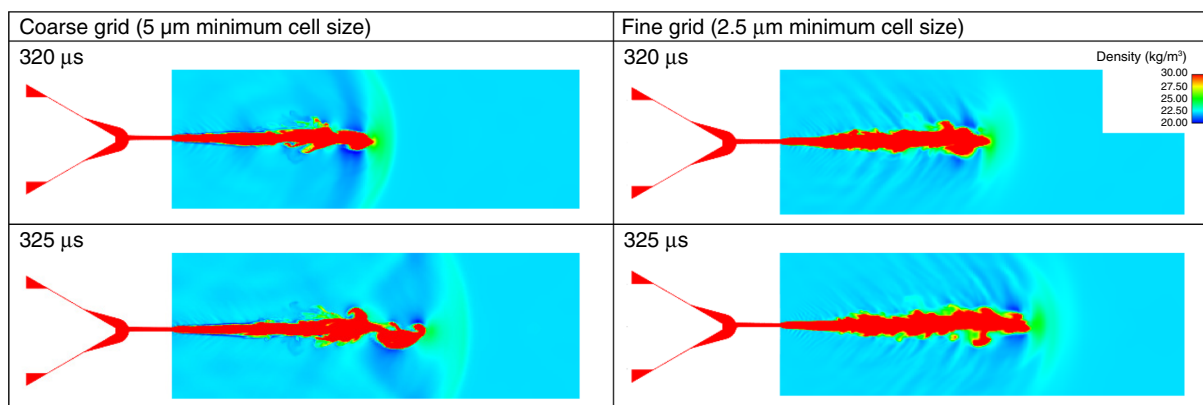 Coarse grid (5 μm minimum cell size)
Fine grid (2.5 μm minimum cell size)
320 μs
320 μs
Density (kg/m³)
30.00
27.50
25.00
22.50
20.00
325 μs
325 μs